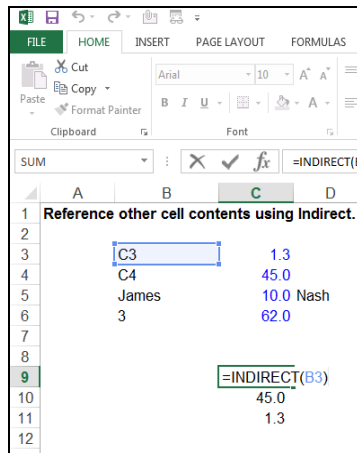 FILE HOME INSERT PAGE LAYOUT FORMULAS
Cut
Copy
Format Painter
Paste
Arial 10 A A
B I U A
Clipboard Font
SUM fx =INDIRECT(
A B C D
1 Reference other cell contents using Indirect.
2
3 C3 1.3
4 C4 45.0
5 James 10.0 Nash
6 3 62.0
7
8
9 =INDIRECT(B3)
10 45.0
11 1.3
12